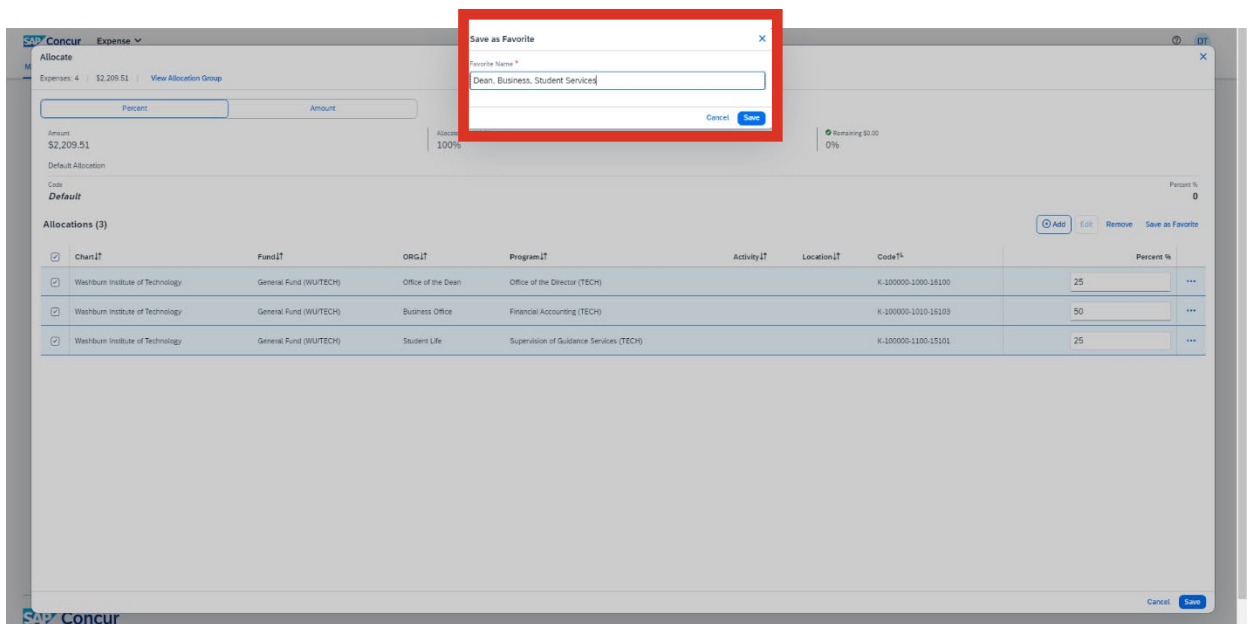 SAP Concur Expense
DT
Allocate
Expenses: 4 $2,209.51 View Allocation Group
Save as Favorite
Favorite Name *
Dean, Business, Student Services
Cancel Save
Percent Amount
Amount
$2,209.51
100%
Remaining $0.00
0%
Default Allocation
Code
Default
Percent %
0
Allocations (3)
Add Edit Remove Save as Favorite
Chart Fund ORG Program Activity Location Code Percent %
Washburn Institute of Technology General Fund (WU/TECH) Office of the Dean Office of the Director (TECH) K-100000-1000-16100 25
Washburn Institute of Technology General Fund (WU/TECH) Business Office Financial Accounting (TECH) K-100000-1010-16103 50
Washburn Institute of Technology General Fund (WU/TECH) Student Life Supervision of Guidance Services (TECH) K-100000-1100-15101 25
Cancel Save
SAP Concur